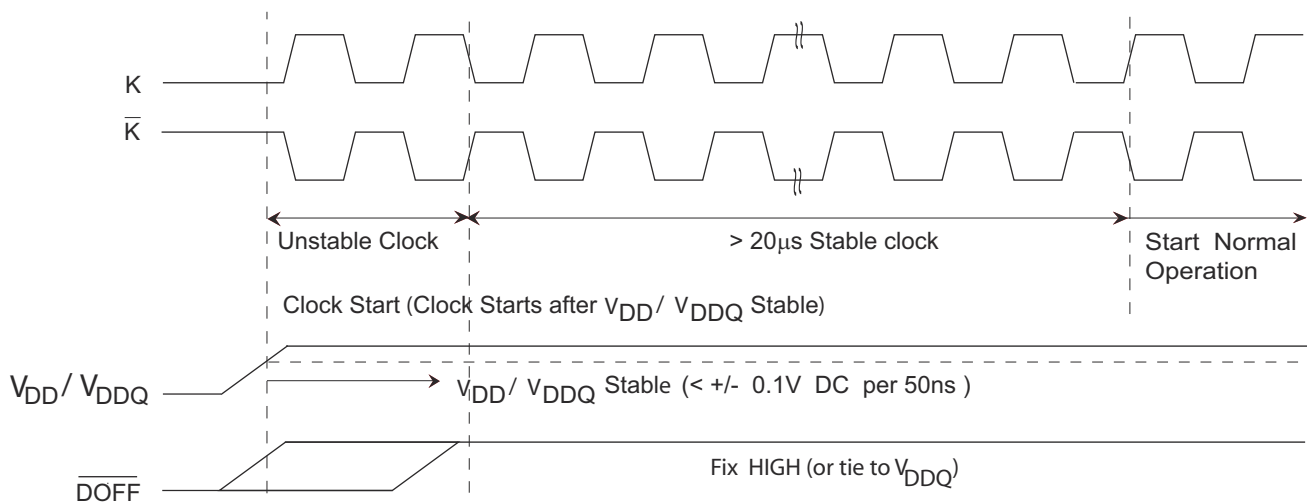 K
K̅
Unstable Clock
> 20μs Stable clock
Start Normal
Operation
Clock Start (Clock Starts after VDD / VDDQ Stable)
VDD / VDDQ
VDD / VDDQ Stable (< +/- 0.1V DC per 50ns )
Fix HIGH (or tie to VDDQ)
D̅O̅F̅F̅